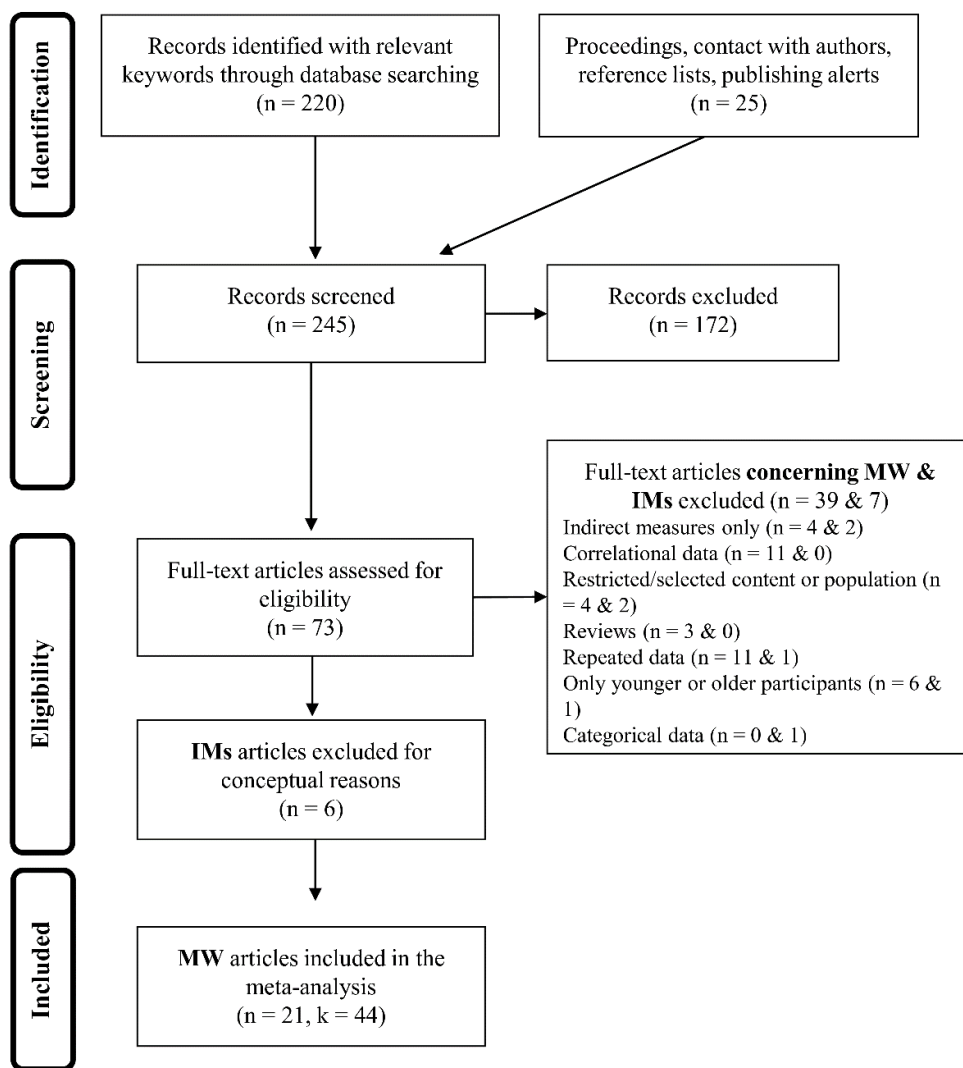 Identification
Records identified with relevant
keywords through database searching
(n = 220)
Proceedings, contact with authors,
reference lists, publishing alerts
(n = 25)
Screening
Records screened
(n = 245)
Records excluded
(n = 172)
Eligibility
Full-text articles assessed for
eligibility
(n = 73)
Full-text articles concerning MW &
IMs excluded (n = 39 & 7)
Indirect measures only (n = 4 & 2)
Correlational data (n = 11 & 0)
Restricted/selected content or population (n
= 4 & 2)
Reviews (n = 3 & 0)
Repeated data (n = 11 & 1)
Only younger or older participants (n = 6 &
1)
Categorical data (n = 0 & 1)
IMs articles excluded for
conceptual reasons
(n = 6)
Included
MW articles included in the
meta-analysis
(n = 21, k = 44)